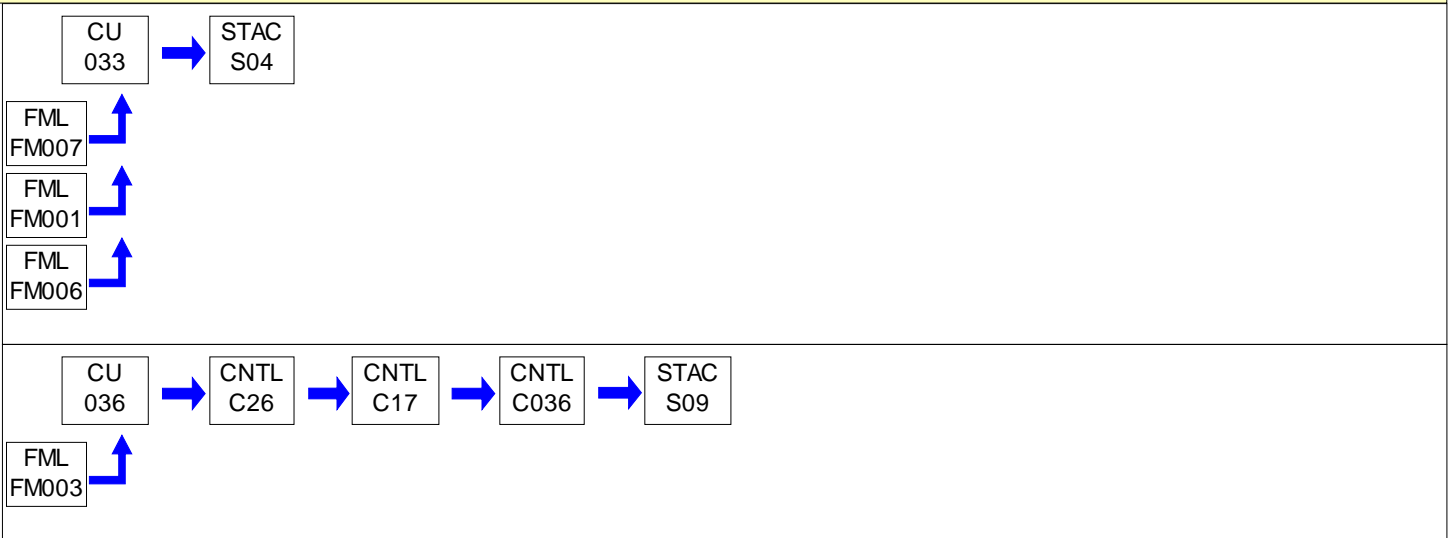 CU
033
STAC
S04
FML
FM007
FML
FM001
FML
FM006
CU
036
CNTL
C26
CNTL
C17
CNTL
C036
STAC
S09
FML
FM003